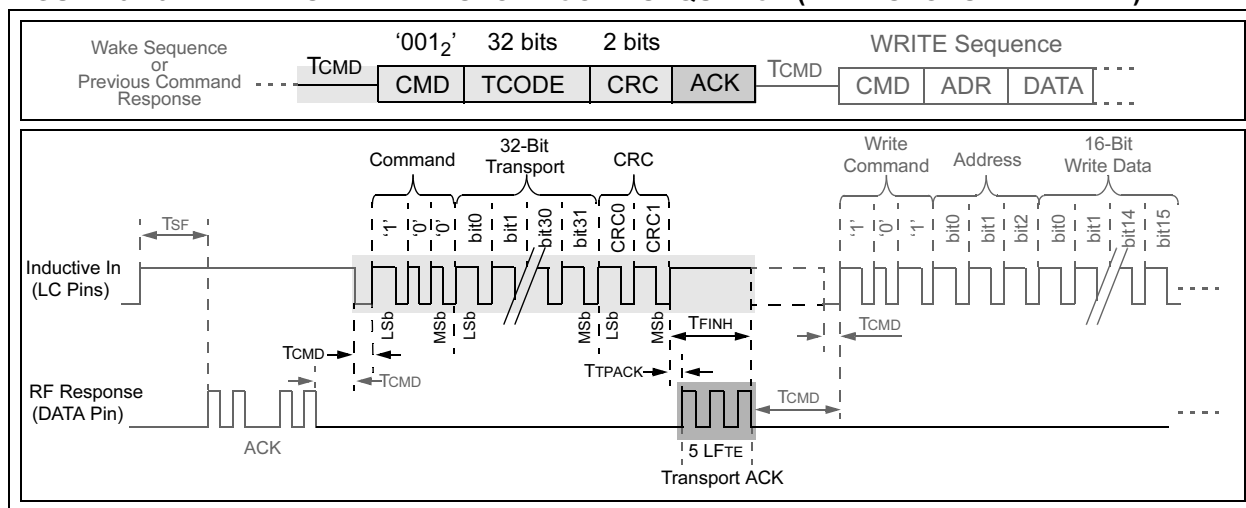 '001₂' 32 bits 2 bits WRITE Sequence
Wake Sequence
or
Previous Command
Response
TCMD CMD TCODE CRC ACK TCMD CMD ADR DATA
Command 32-Bit Transport CRC Write Command Address 16-Bit Write Data
TSF '1' '0' '0' bit0 bit1 bit30 bit31 CRC0 CRC1 '1' '0' '1' bit0 bit1 bit2 bit0 bit1 bit14 bit15
Inductive In
(LC Pins)
LSb MSb LSb MSb LSb MSb TFINH TCMD
TCMD TCMD TTPACK
RF Response
(DATA Pin)
TCMD
ACK 5 LFTE
Transport ACK